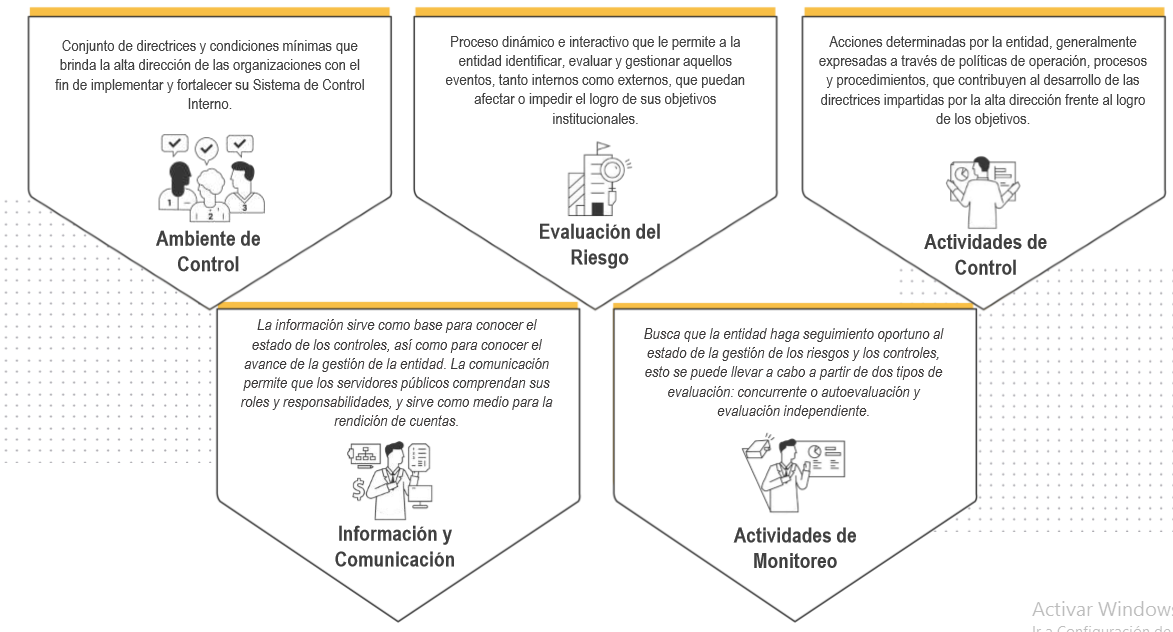 Conjunto de directrices y condiciones mínimas que
brinda la alta dirección de las organizaciones con el
fin de implementar y fortalecer su Sistema de Control
Interno.
1
2
3
Ambiente de
Control
Proceso dinámico e interactivo que le permite a la
entidad identificar, evaluar y gestionar aquellos
eventos, tanto internos como externos, que puedan
afectar o impedir el logro de sus objetivos
institucionales.
Evaluación del
Riesgo
Acciones determinadas por la entidad, generalmente
expresadas a través de políticas de operación, procesos
y procedimientos, que contribuyen al desarrollo de las
directrices impartidas por la alta dirección frente al logro
de los objetivos.
Actividades de
Control
La información sirve como base para conocer el
estado de los controles, así como para conocer el
avance de la gestión de la entidad. La comunicación
permite que los servidores públicos comprendan sus
roles y responsabilidades, y sirve como medio para la
rendición de cuentas.
$
Información y
Comunicación
Busca que la entidad haga seguimiento oportuno al
estado de la gestión de los riesgos y los controles,
esto se puede llevar a cabo a partir de dos tipos de
evaluación: concurrente o autoevaluación y
evaluación independiente.
Actividades de
Monitoreo
Activar Windows
Ir a Configuración de